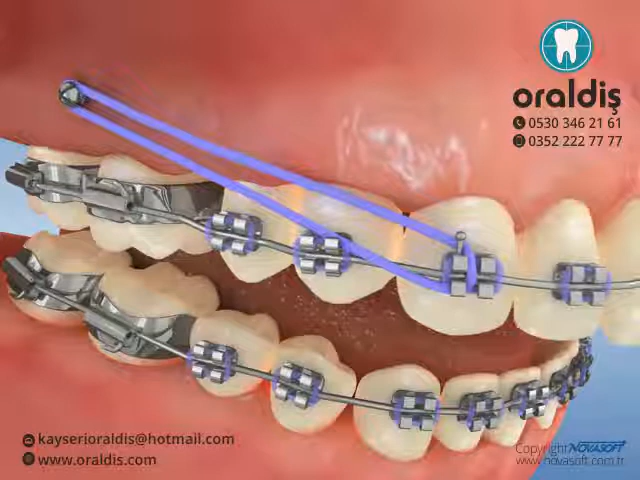 oraldiş
0530 346 21 61
0352 222 77 77
kayserioraldis@hotmail.com
www.oraldis.com
Copyright NOVASOFT
www.novasoft.com.tr